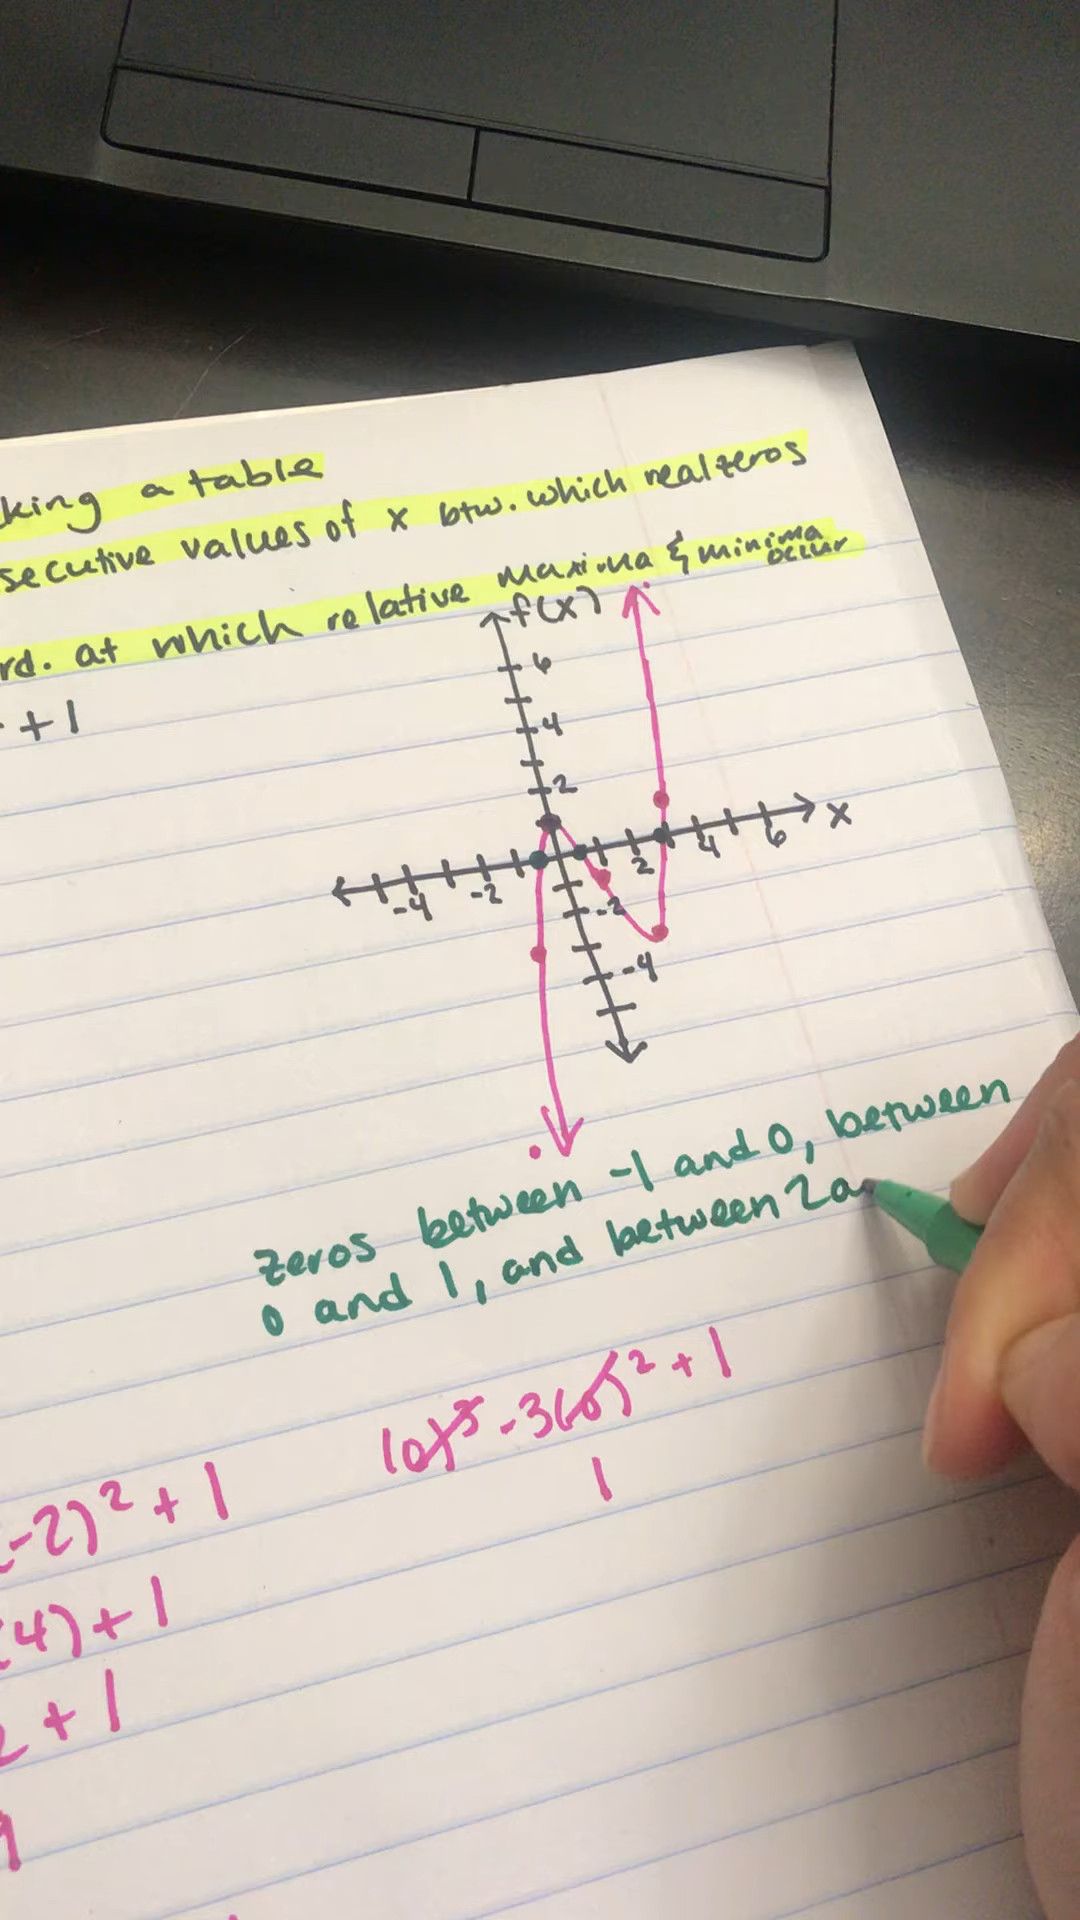 king a table
secutive values of x btw. which real zeros
rd. at which relative maxima & minima occur
+1
f(x)
6
4
2
x
-4
-2
2
4
6
-2
-4
zeros between -1 and 0, between
0 and 1, and between 2 a
(0)³ - 3(0)² + 1
1
(-2)² + 1
(4) + 1
2 + 1